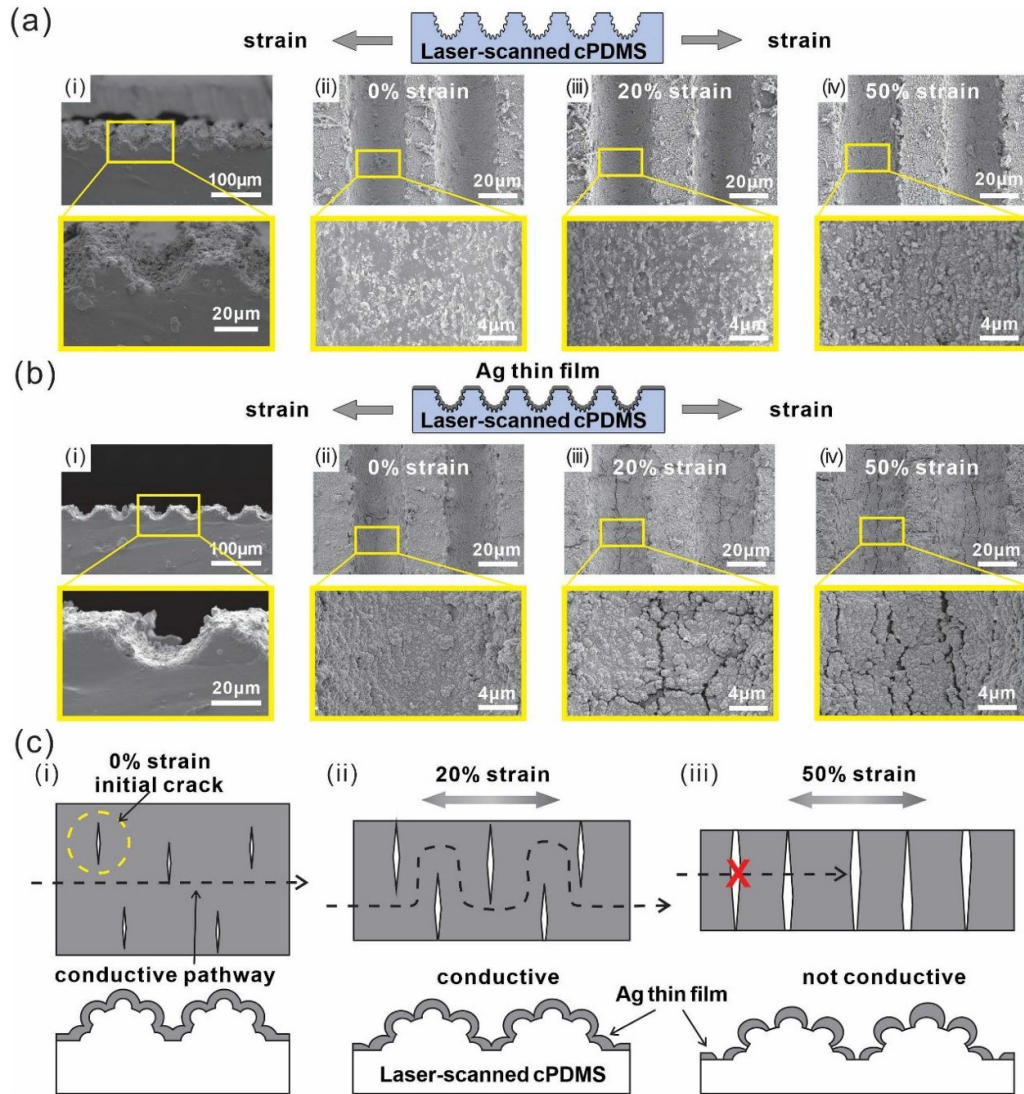 (a)
strain
Laser-scanned cPDMS
strain
(i)
100μm
(ii)
0% strain
20μm
(iii)
20% strain
20μm
(iv)
50% strain
20μm
20μm
4μm
4μm
4μm
(b)
Ag thin film
strain
Laser-scanned cPDMS
strain
(i)
100μm
(ii)
0% strain
20μm
(iii)
20% strain
20μm
(iv)
50% strain
20μm
20μm
4μm
4μm
4μm
(c)
(i)
0% strain
initial crack
conductive pathway
(ii)
20% strain
conductive
Laser-scanned cPDMS
Ag thin film
(iii)
50% strain
X
not conductive